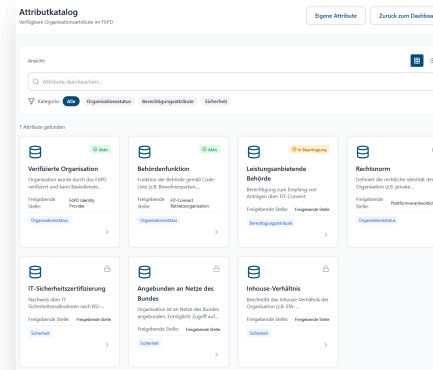 Attributkatalog
Verfügbare Organisationsattribute im FöPD
Eigene Attribute
Zurück zum Dashboa
Ansicht:
Attribute durchsuchen...
Kategorie:
Alle
Organisationsstatus
Berechtigungsattribute
Sicherheit
7 Attribute gefunden
Aktiv
Verifizierte Organisation
Organisation wurde durch das FöPD
verifiziert und kann Basisdienste...
Freigebende Stelle:
FöPD Identity Provider
Organisationsstatus
Aktiv
Behördenfunktion
Funktion der Behörde gemäß Code-
Liste (z.B. Berechnerparken...
Freigebende Stelle:
FIT-Connect Betriebsorganisation
Organisationsstatus
In Beantragung
Leistungsanbietende
Behörde
Berechtigung zum Empfang von
Anträgen über FIT-Connect
Freigebende Stelle:
Freigebende Stelle
Berechtigungsattribute
Rechtsnorm
Definiert die rechtliche Identität der
Organisation (z.B. private...
Freigebende Stelle:
Plattformverantwortlic
Organisationsstatus
IT-Sicherheitszertifizierung
Nachweis über IT-
Sicherheitsmaßnahmen nach BSI-...
Freigebende Stelle:
Freigebende Stelle
Sicherheit
Angebunden an Netze des
Bundes
Organisation ist an Netze des Bundes
angebunden. Ermöglicht Zugriff auf...
Freigebende Stelle:
Freigebende Stelle
Sicherheit
Inhouse-Verhältnis
Beschreibt das Inhouse-Verhältnis der
Organisation (z.B.
Freigebende Stelle:
Freigebende Stelle
Sicherheit